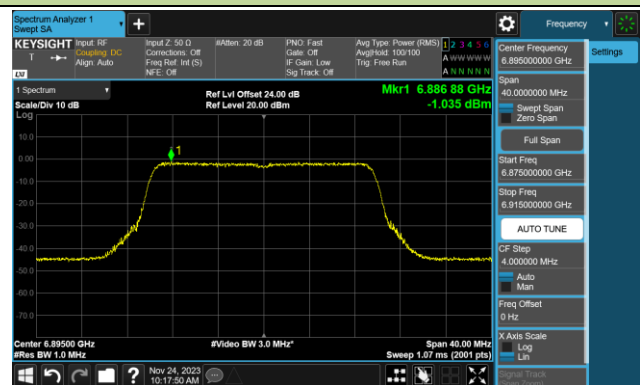 Spectrum Analyzer 1
Swept SA
Frequency
KEYSIGHT
Input: RF
Coupling: DC
Align: Auto
Input Z: 50 Ω
Corrections: Off
Freq Ref: Int (S)
NFE: Off
#Atten: 20 dB
PNO: Fast
Gate: Off
IF Gain: Low
Sig Track: Off
Avg Type: Power (RMS)
Avg|Hold: 100/100
Trig: Free Run
1 2 3 4 5 6
A W W W W W
A N N N N N
LXI
T
1 Spectrum
Scale/Div 10 dB
Log
Ref Lvl Offset 24.00 dB
Ref Level 20.00 dBm
Mkr1 6.886 88 GHz
-1.035 dBm
10.0
0.00
-10.0
-20.0
-30.0
-40.0
-50.0
-60.0
-70.0
1
Center 6.89500 GHz
#Res BW 1.0 MHz
#Video BW 3.0 MHz*
Span 40.00 MHz
Sweep 1.07 ms (2001 pts)
Center Frequency
6.895000000 GHz
Settings
Span
40.0000000 MHz
Swept Span
Zero Span
Full Span
Start Freq
6.875000000 GHz
Stop Freq
6.915000000 GHz
AUTO TUNE
CF Step
4.000000 MHz
Auto
Man
Freq Offset
0 Hz
X Axis Scale
Log
Lin
Signal Track
Nov 24, 2023
10:17:50 AM